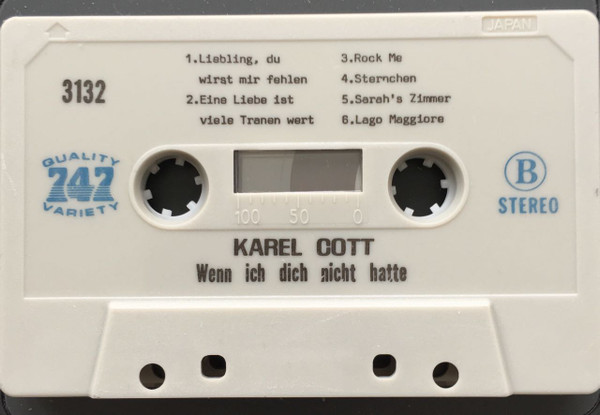 JAPAN
3132
1.Liebling, du
wirst mir fehlen
2.Eine Liebe ist
viele Tranen wert
3.Rock Me
4.Sternchen
5.Sarah's Zimmer
6.Lago Maggiore
QUALITY
747
VARIETY
B
STEREO
100 50 0
KAREL GOTT
Wenn ich dich nicht hatte